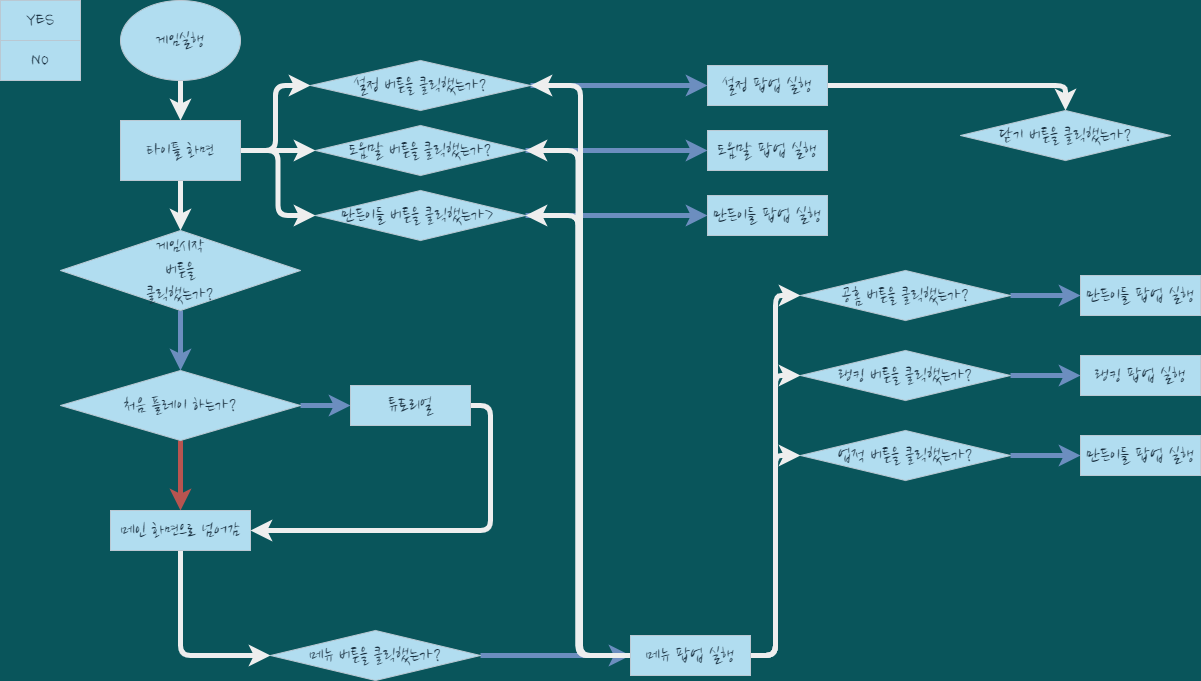 YES
NO
게임실행
타이틀 화면
설정 버튼을 클릭했는가?
도움말 버튼을 클릭했는가?
만든이들 버튼을 클릭했는가>
설정 팝업 실행
도움말 팝업 실행
만든이들 팝업 실행
닫기 버튼을 클릭했는가?
게임시작
버튼을
클릭했는가?
처음 플레이 하는가?
튜토리얼
메인 화면으로 넘어감
메뉴 버튼을 클릭했는가?
메뉴 팝업 실행
공홈 버튼을 클릭했는가?
만든이들 팝업 실행
랭킹 버튼을 클릭했는가?
랭킹 팝업 실행
업적 버튼을 클릭했는가?
만든이들 팝업 실행